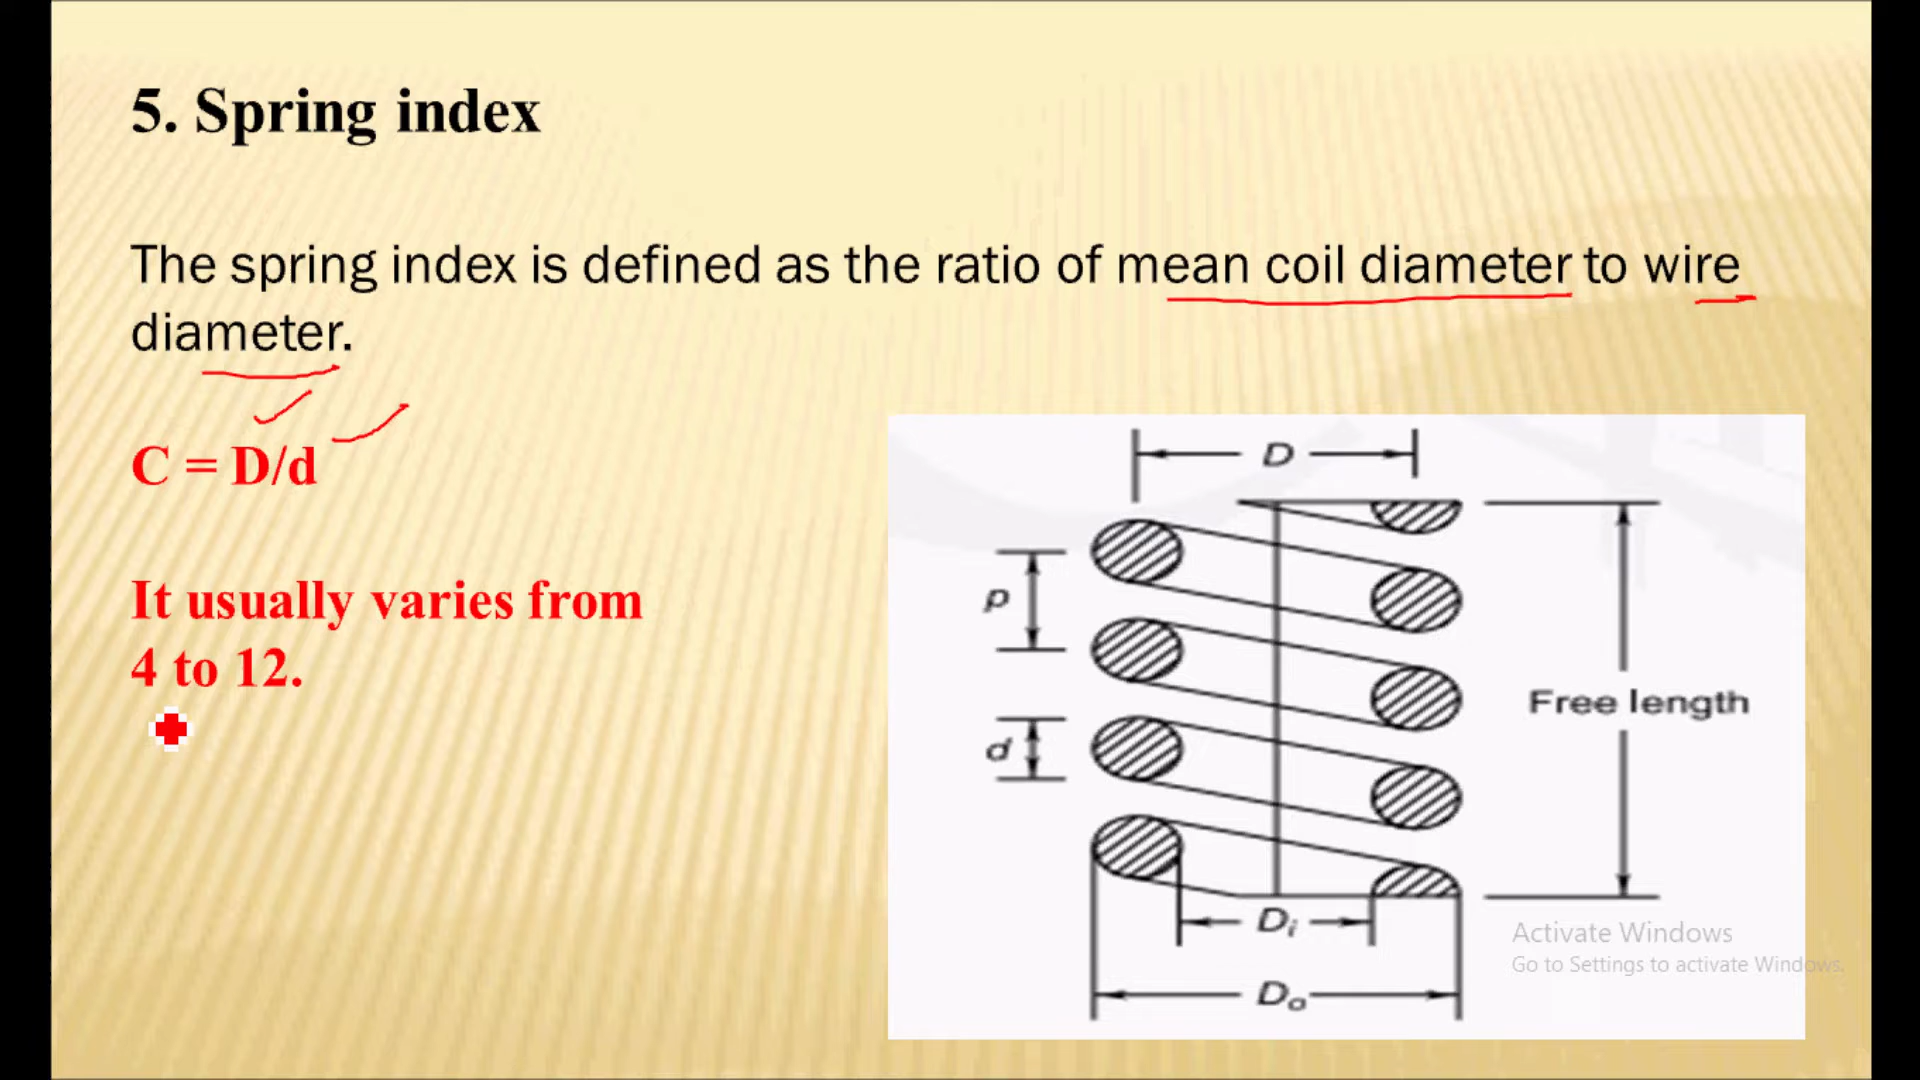 5. Spring index
The spring index is defined as the ratio of mean coil diameter to wire
diameter.
C = D/d
It usually varies from
4 to 12.
D
p
d
Free length
Di
Do
Activate Windows
Go to Settings to activate Windows.